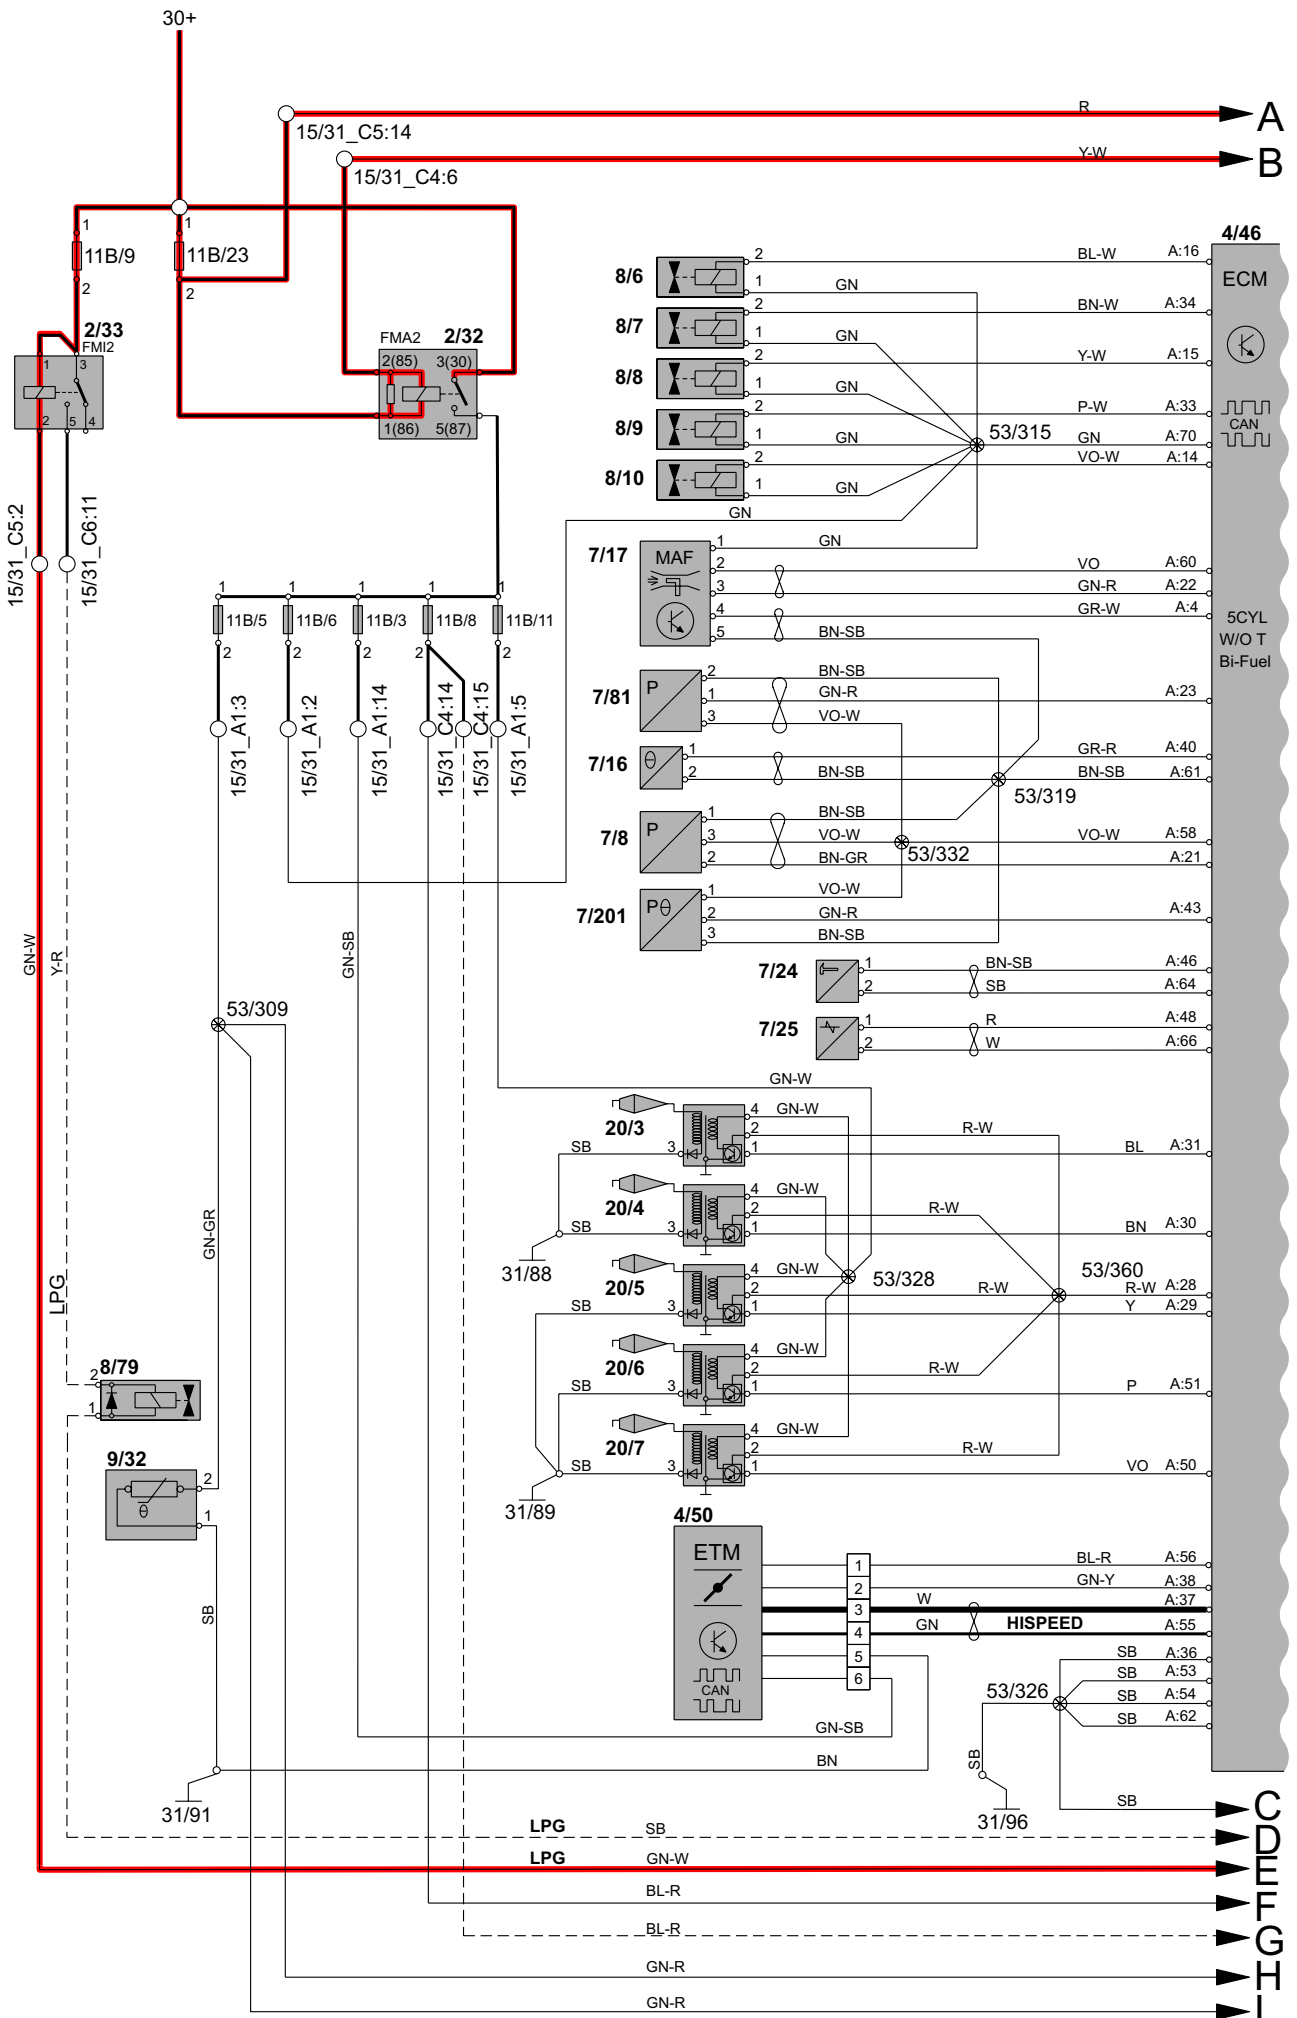 30+
R
A
15/31_C5:14
Y-W
B
15/31_C4:6
1
1
11B/9
11B/23
2
2
2/33
FMI2
1
3
2
5
4
FMA2
2/32
2(85)
3(30)
1(86)
5(87)
15/31_C5:2
15/31_C6:11
4/46
ECM
CAN
5CYL
W/O T
Bi-Fuel
8/6
2
BL-W
A:16
1
GN
8/7
2
BN-W
A:34
1
GN
8/8
2
Y-W
A:15
1
GN
8/9
2
P-W
A:33
53/315
1
GN
GN
A:70
8/10
2
VO-W
A:14
1
GN
GN
7/17
MAF
1
GN
2
VO
A:60
3
GN-R
A:22
4
GR-W
A:4
5
BN-SB
1
1
1
1
1
11B/5
11B/6
11B/3
11B/8
11B/11
2
2
2
2
2
15/31_A1:3
15/31_A1:2
15/31_A1:14
15/31_C4:14
15/31_C4:15
15/31_A1:5
7/81
P
2
BN-SB
1
GN-R
A:23
3
VO-W
7/16
θ
1
GR-R
A:40
2
BN-SB
BN-SB
A:61
53/319
7/8
P
1
BN-SB
3
VO-W
VO-W
A:58
53/332
2
BN-GR
A:21
7/201
Pθ
1
VO-W
2
GN-R
A:43
3
BN-SB
GN-W
Y-R
GN-SB
7/24
1
BN-SB
A:46
2
SB
A:64
53/309
7/25
1
R
A:48
2
W
A:66
GN-W
20/3
4
GN-W
2
R-W
SB
3
1
BL
A:31
20/4
4
GN-W
2
R-W
SB
3
1
BN
A:30
31/88
GN-GR
20/5
4
GN-W
53/328
53/360
2
R-W
R-W
A:28
SB
3
1
Y
A:29
LPG
20/6
4
GN-W
2
R-W
SB
3
1
P
A:51
8/79
2
1
20/7
4
GN-W
2
R-W
SB
3
1
VO
A:50
31/89
9/32
θ
2
1
SB
4/50
ETM
CAN
1
BL-R
A:56
2
GN-Y
A:38
3
W
A:37
4
GN
HISPEED
A:55
5
6
SB
A:36
SB
A:53
53/326
SB
A:54
SB
A:62
GN-SB
BN
SB
31/91
31/96
SB
C
LPG
SB
D
LPG
GN-W
E
BL-R
F
BL-R
G
GN-R
H
GN-R
I